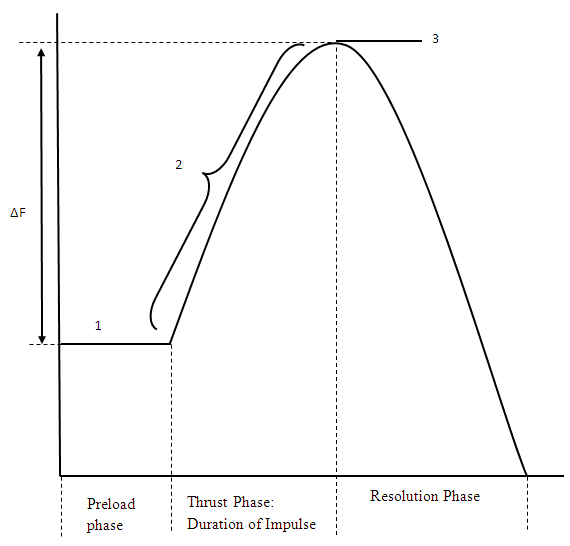 3
2
ΔF
1
Preload
phase
Thrust Phase:
Duration of Impulse
Resolution Phase